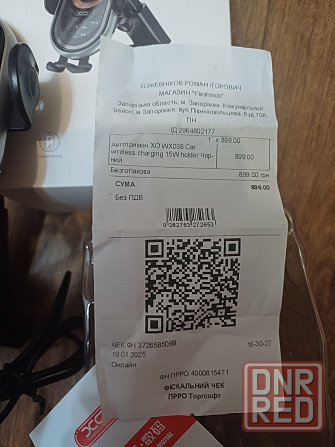 XO
КОЖЕВНІКОВ РОМАН ІГОРОВИЧ
МАГАЗИН "Flashmob"
Запорізька область, м. Запоріжжя, Комунарський
район, м.Запоріжжя, вул.Північнокільцева, буд.10А,
ПН
ІД 2964802177
1 x 899.00
Автотримач XO WX038 Car
wireless charging 15W holder Чор-
ний
899.00
Безготівкова
899.00 грн
СУМА
899.00
Без ПДВ
ЧЕК ФН 3726585099
19.01.2025
16-30-27
Онлайн
ФН ПРРО 4000815471
ФІСКАЛЬНИЙ ЧЕК
ПРРО Торгсофт
XO
DNR
RED